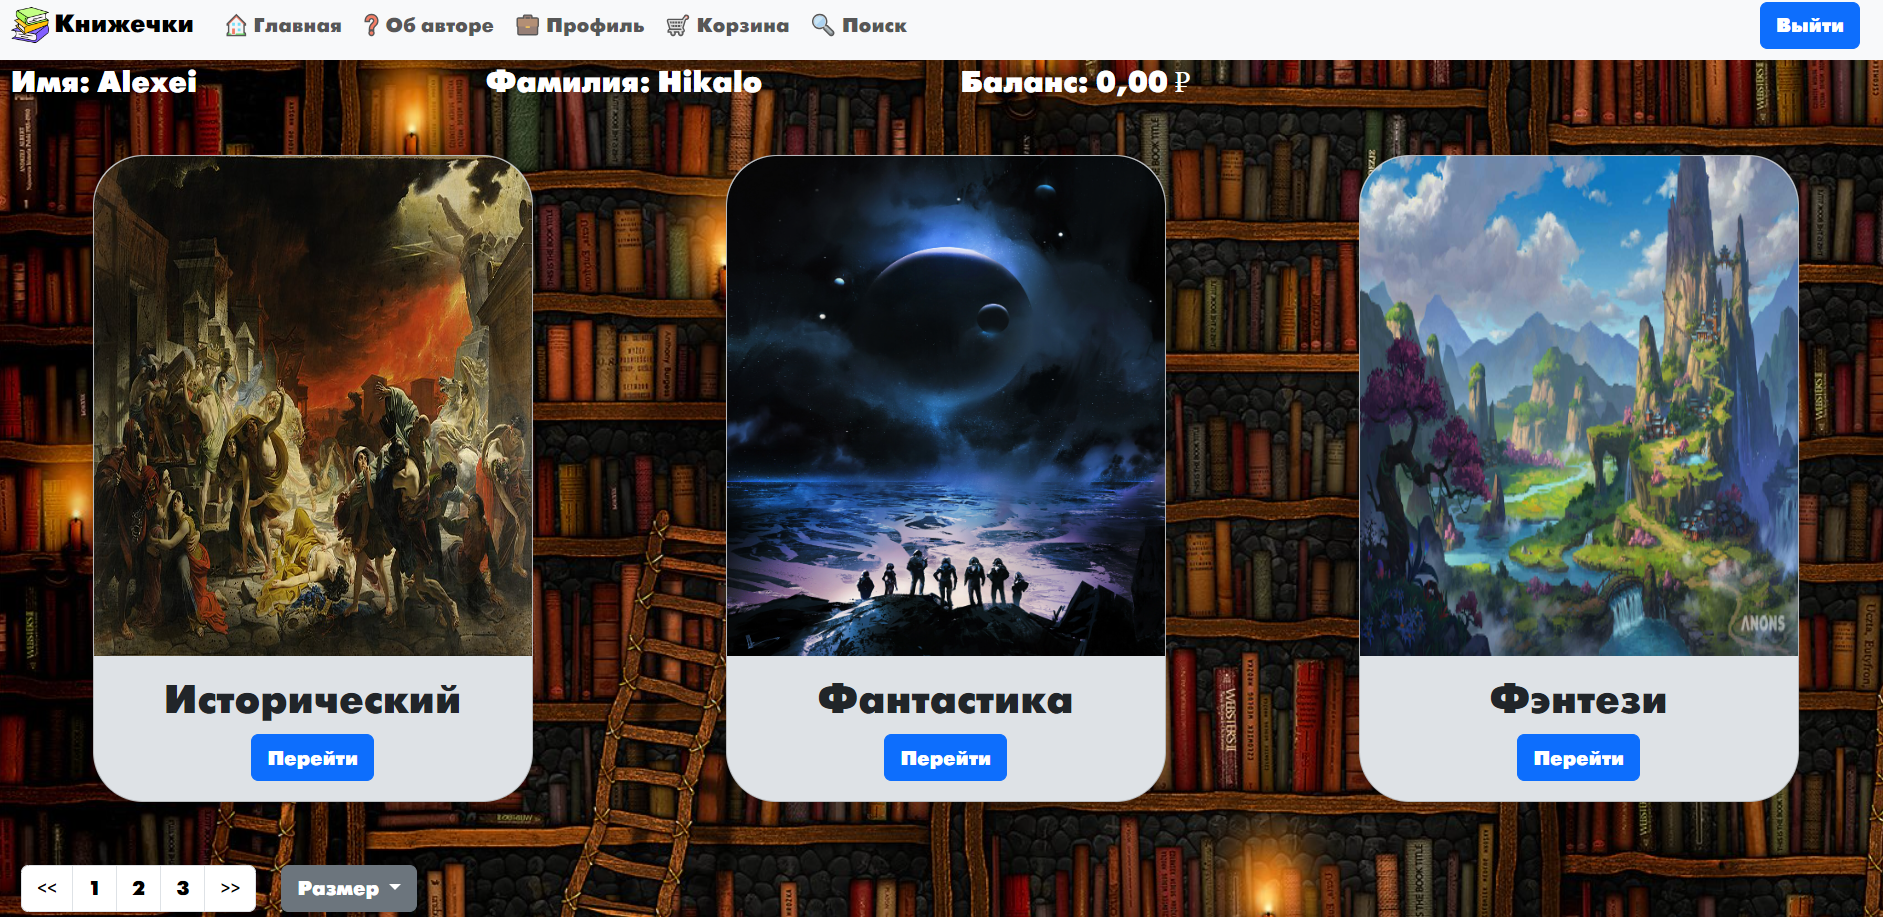 Книжечки Главная Об авторе Профиль Корзина Поиск Выйти
Имя: Alexei Фамилия: Hikalo Баланс: 0,00 ₽
ANONS
Исторический Фантастика Фэнтези
Перейти Перейти Перейти
<< 1 2 3 >> Размер